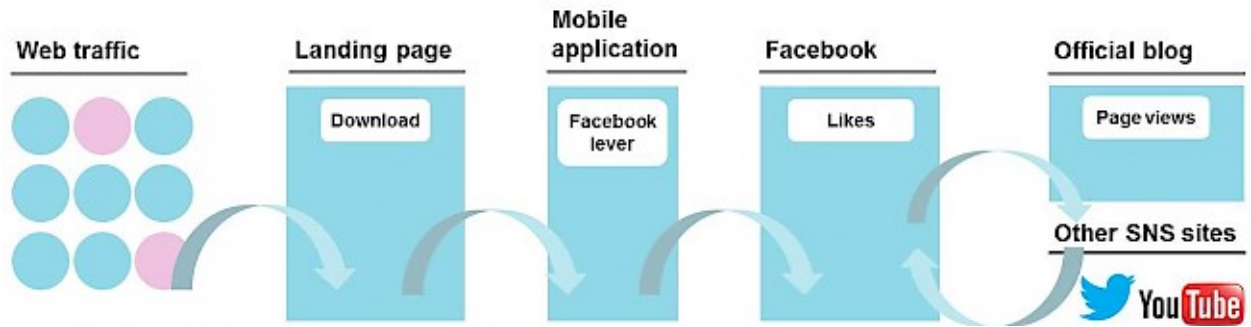 Web traffic
Landing page
Mobile
application
Facebook
Official blog
Download
Facebook
lever
Likes
Page views
Other SNS sites
YouTube